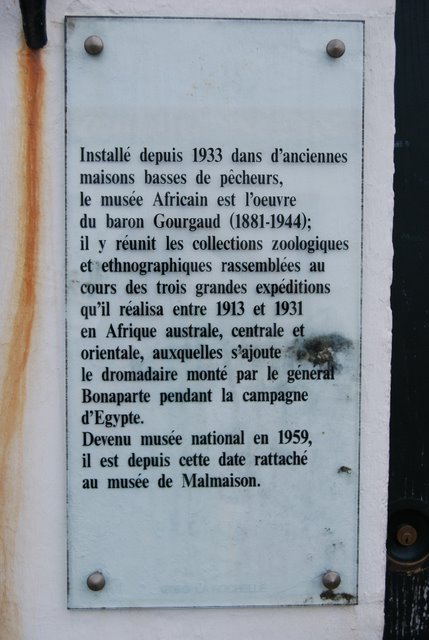 Installé depuis 1933 dans d'anciennes
maisons basses de pêcheurs,
le musée Africain est l'oeuvre
du baron Gourgaud (1881-1944);
il y réunit les collections zoologiques
et ethnographiques rassemblées au
cours des trois grandes expéditions
qu'il réalisa entre 1913 et 1931
en Afrique australe, centrale et
orientale, auxquelles s'ajoute
le dromadaire monté par le général
Bonaparte pendant la campagne
d'Egypte.
Devenu musée national en 1959,
il est depuis cette date rattaché
au musée de Malmaison.
LA ROCHELLE